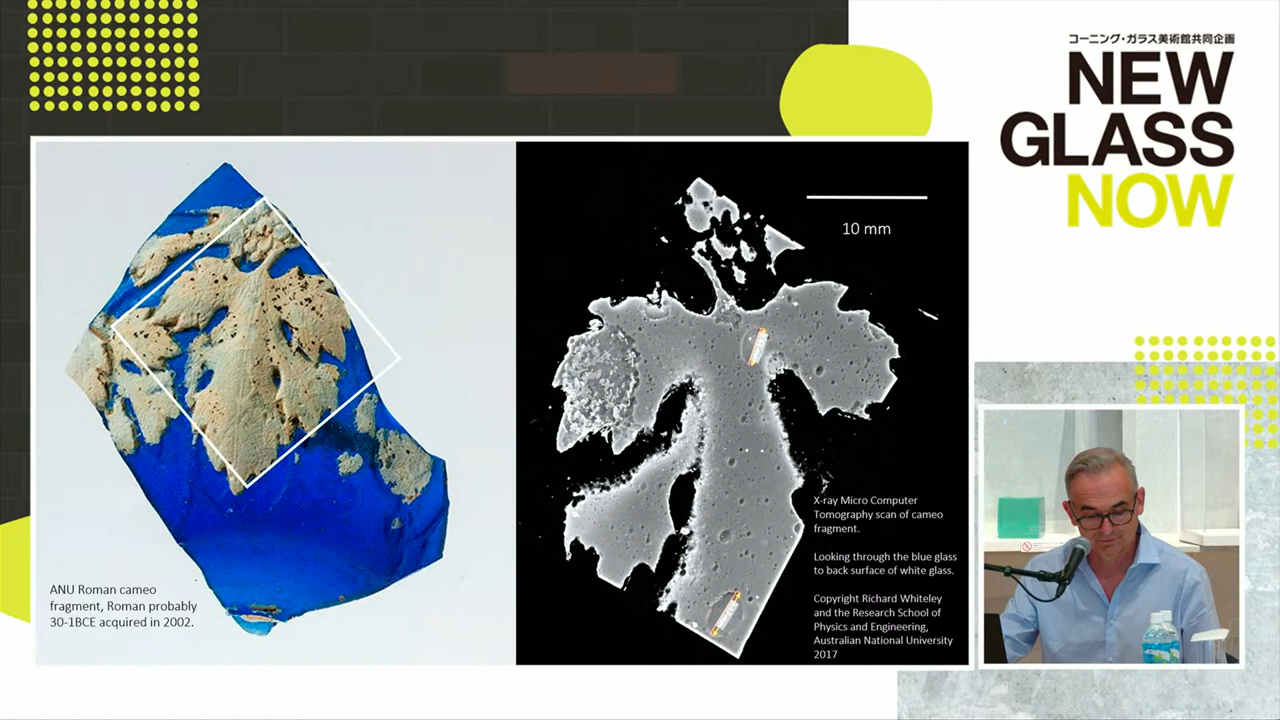 コーニング・ガラス美術館共同企画
NEW
GLASS
NOW
10 mm
X-ray Micro Computer
Tomography scan of cameo
fragment.
Looking through the blue glass
to back surface of white glass.
Copyright Richard Whiteley
and the Research School of
Physics and Engineering,
Australian National University
2017
ANU Roman cameo
fragment, Roman probably
30-1BCE acquired in 2002.